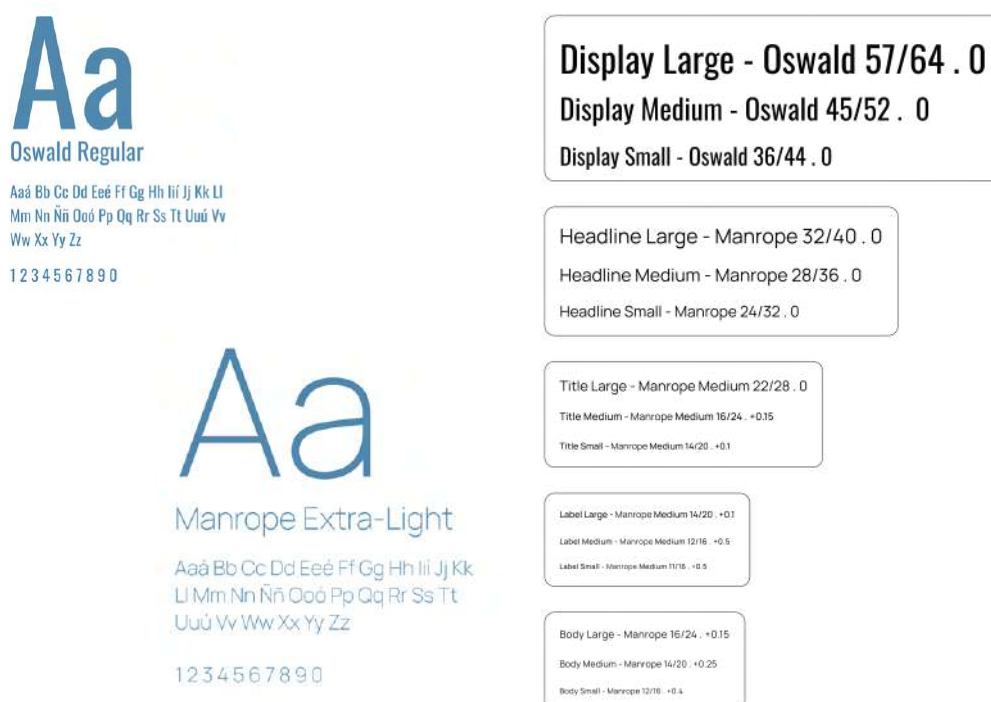 Aa
Oswald Regular
Aaá Bb Cc Dd Eeé Ff Gg Hh Iií Jj Kk Ll
Mm Nn Ññ Ooó Pp Qq Rr Ss Tt Uuú Vv
Ww Xx Yy Zz
1 2 3 4 5 6 7 8 9 0
Aa
Manrope Extra-Light
Aaá Bb Cc Dd Eeé Ff Gg Hh Iií Jj Kk
Ll Mm Nn Ññ Ooó Pp Qq Rr Ss Tt
Uuú Vv Ww Xx Yy Zz
1 2 3 4 5 6 7 8 9 0
Display Large - Oswald 57/64 . 0
Display Medium - Oswald 45/52 . 0
Display Small - Oswald 36/44 . 0
Headline Large - Manrope 32/40 . 0
Headline Medium - Manrope 28/36 . 0
Headline Small - Manrope 24/32 . 0
Title Large - Manrope Medium 22/28 . 0
Title Medium - Manrope Medium 16/24 . +0.15
Title Small - Manrope Medium 14/20 . +0.1
Label Large - Manrope Medium 14/20 . +0.1
Label Medium - Manrope Medium 12/16 . +0.5
Label Small - Manrope Medium 11/16 . +0.5
Body Large - Manrope 16/24 . +0.15
Body Medium - Manrope 14/20 . +0.25
Body Small - Manrope 12/16 . +0.4